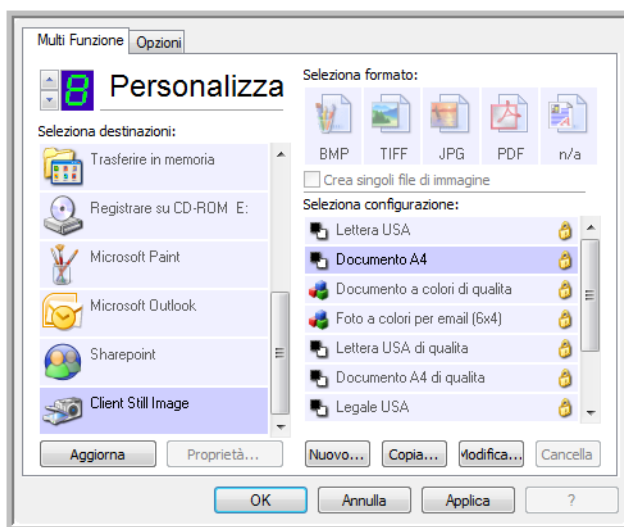 Multi Funzione Opzioni
8 Personalizza
Seleziona destinazioni:
Trasferire in memoria
Registrare su CD-ROM E:
Microsoft Paint
Microsoft Outlook
Sharepoint
Client Still Image
Aggiorna Proprietà...
Seleziona formato:
BMP TIFF JPG PDF n/a
Crea singoli file di immagine
Seleziona configurazione:
Lettera USA
Documento A4
Documento a colori di qualita
Foto a colori per email (6x4)
Lettera USA di qualita
Documento A4 di qualita
Legale USA
Nuovo... Copia... Modifica... Cancella
OK Annulla Applica ?